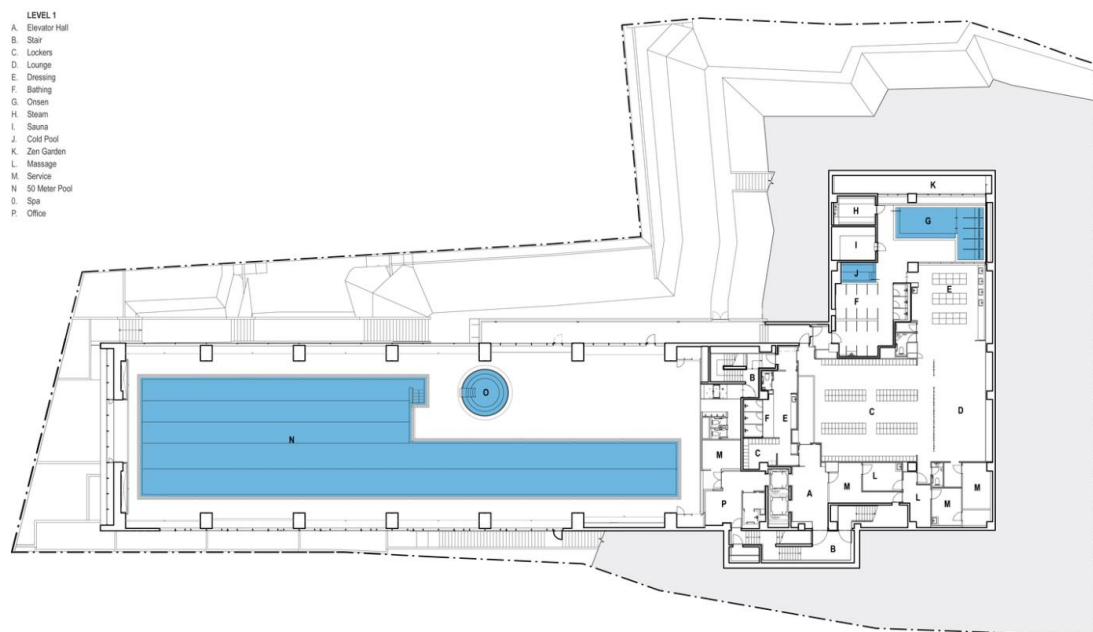 LEVEL 1
A. Elevator Hall
B. Stair
C. Lockers
D. Lounge
E. Dressing
F. Bathing
G. Onsen
H. Steam
I. Sauna
J. Cold Pool
K. Zen Garden
L. Massage
M. Service
N 50 Meter Pool
0. Spa
P. Office
K
H
G
I
J
E
F
B
O
F
E
C
D
N
M
C
L
A
M
L
M
P
M
B